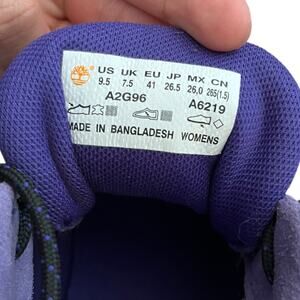 US UK EU JP MX CN
9.5 7.5 41 26.5 26,0 265(1.5)
A2G96 A6219
MADE IN BANGLADESH WOMENS